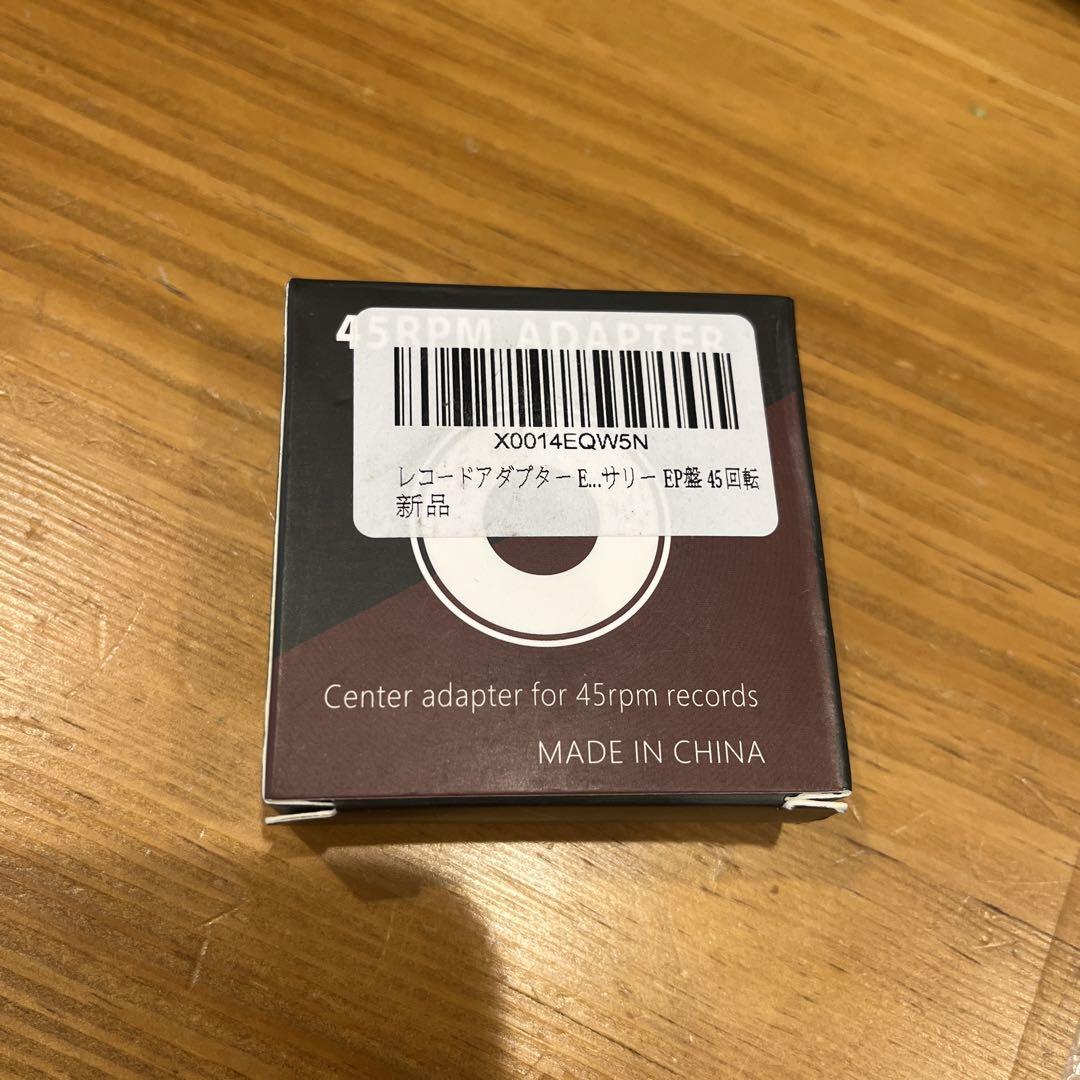 45RPM ADAPTER
X0014EQW5N
レコードアダプター E...サリー EP盤 45回転
新品
Center adapter for 45rpm records
MADE IN CHINA